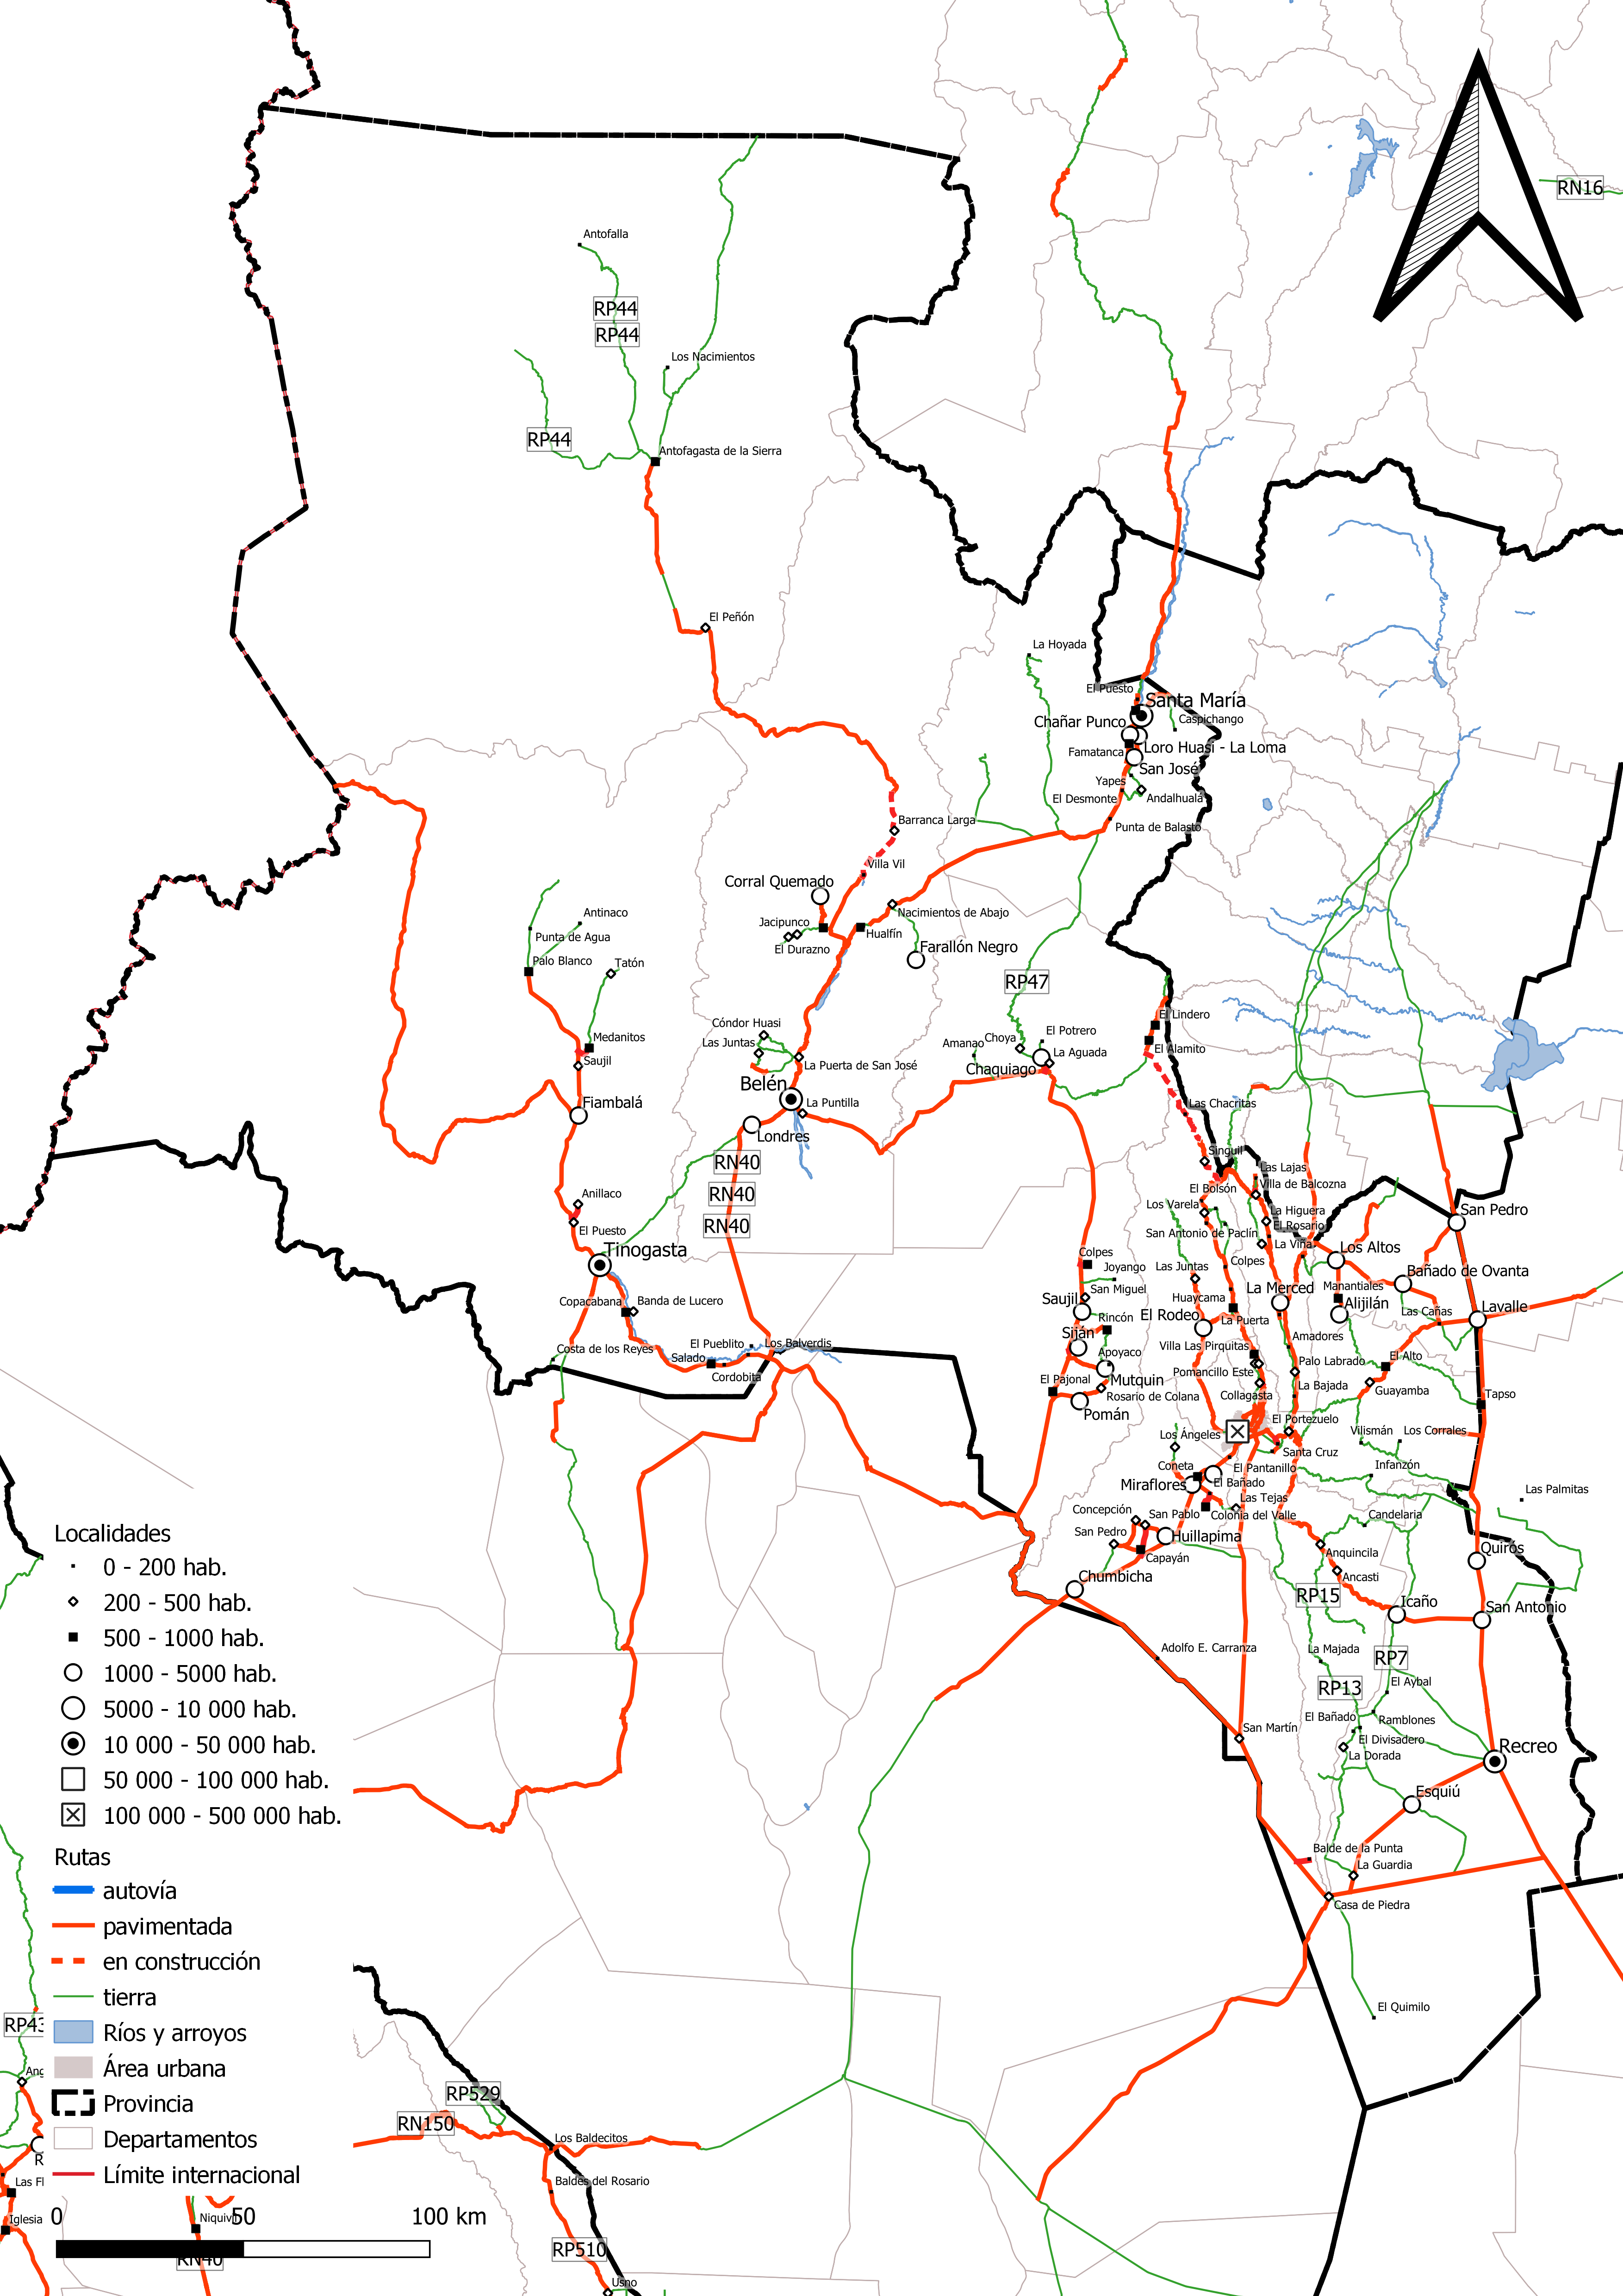 RN16
Antofalla
RP44
RP44
Los Nacimientos
RP44
Antofagasta de la Sierra
El Peñón
La Hoyada
El Puesto
Santa María
Chañar Punco
Caspichango
Famatanca
Loro Huasi - La Loma
San José
Yapes
El Desmonte
Andalhualá
Punta de Balasto
Barranca Larga
Villa Vil
Corral Quemado
Nacimientos de Abajo
Jacipunco
Hualfín
El Durazno
Farallón Negro
Antinaco
Punta de Agua
Palo Blanco
Tatón
RP47
El Lindero
Cóndor Huasi
Las Juntas
Medanitos
Saujil
El Potrero
Choya
Amanao
La Aguada
Chaquiago
El Alamito
La Puerta de San José
Belén
La Puntilla
Fiambalá
Londres
Las Chacritas
RN40
RN40
RN40
Singuil
Las Lajas
El Bolsón
Villa de Balcozna
Anillaco
El Puesto
Los Varela
La Higuera
El Rosario
San Antonio de Paclín
La Viña
San Pedro
Tinogasta
Colpes
Joyango
Las Juntas
Colpes
Los Altos
Bañado de Ovanta
San Miguel
Saujil
Huaycama
La Merced
Manantiales
Alijilán
Las Cañas
Lavalle
Copacabana
Banda de Lucero
Rincón
El Rodeo
La Puerta
Siján
Amadores
El Pueblito
Los Balverdis
Costa de los Reyes
Salado
Cordobita
Apoyaco
Villa Las Pirquitas
Mutquin
Pomancillo Este
Palo Labrado
El Alto
El Pajonal
Rosario de Colana
Collagasta
La Bajada
Guayamba
Tapso
Pomán
El Portezuelo
Los Ángeles
Santa Cruz
Vilismán
Los Corrales
Coneta
El Pantanillo
Infanzón
Miraflores
El Bañado
Las Tejas
Las Palmitas
Concepción
San Pablo
Colonia del Valle
Candelaria
San Pedro
Huillapima
Capayán
Anquincila
Quirós
Chumbicha
Ancasti
RP15
Icaño
San Antonio
Adolfo E. Carranza
La Majada
RP7
RP13
El Aybal
San Martín
El Bañado
Ramblones
El Divisadero
La Dorada
Recreo
Esquiú
Balde de la Punta
La Guardia
Casa de Piedra
El Quimilo
Localidades
0 - 200 hab.
200 - 500 hab.
500 - 1000 hab.
1000 - 5000 hab.
5000 - 10 000 hab.
10 000 - 50 000 hab.
50 000 - 100 000 hab.
100 000 - 500 000 hab.
Rutas
autovía
pavimentada
en construcción
tierra
Ríos y arroyos
Área urbana
Provincia
Departamentos
Límite internacional
RP43
Ang
R
Las Fl
Iglesia
Niquiv
RN40
0 50 100 km
RP529
RN150
Los Baldecitos
Baldes del Rosario
RP510
Usno